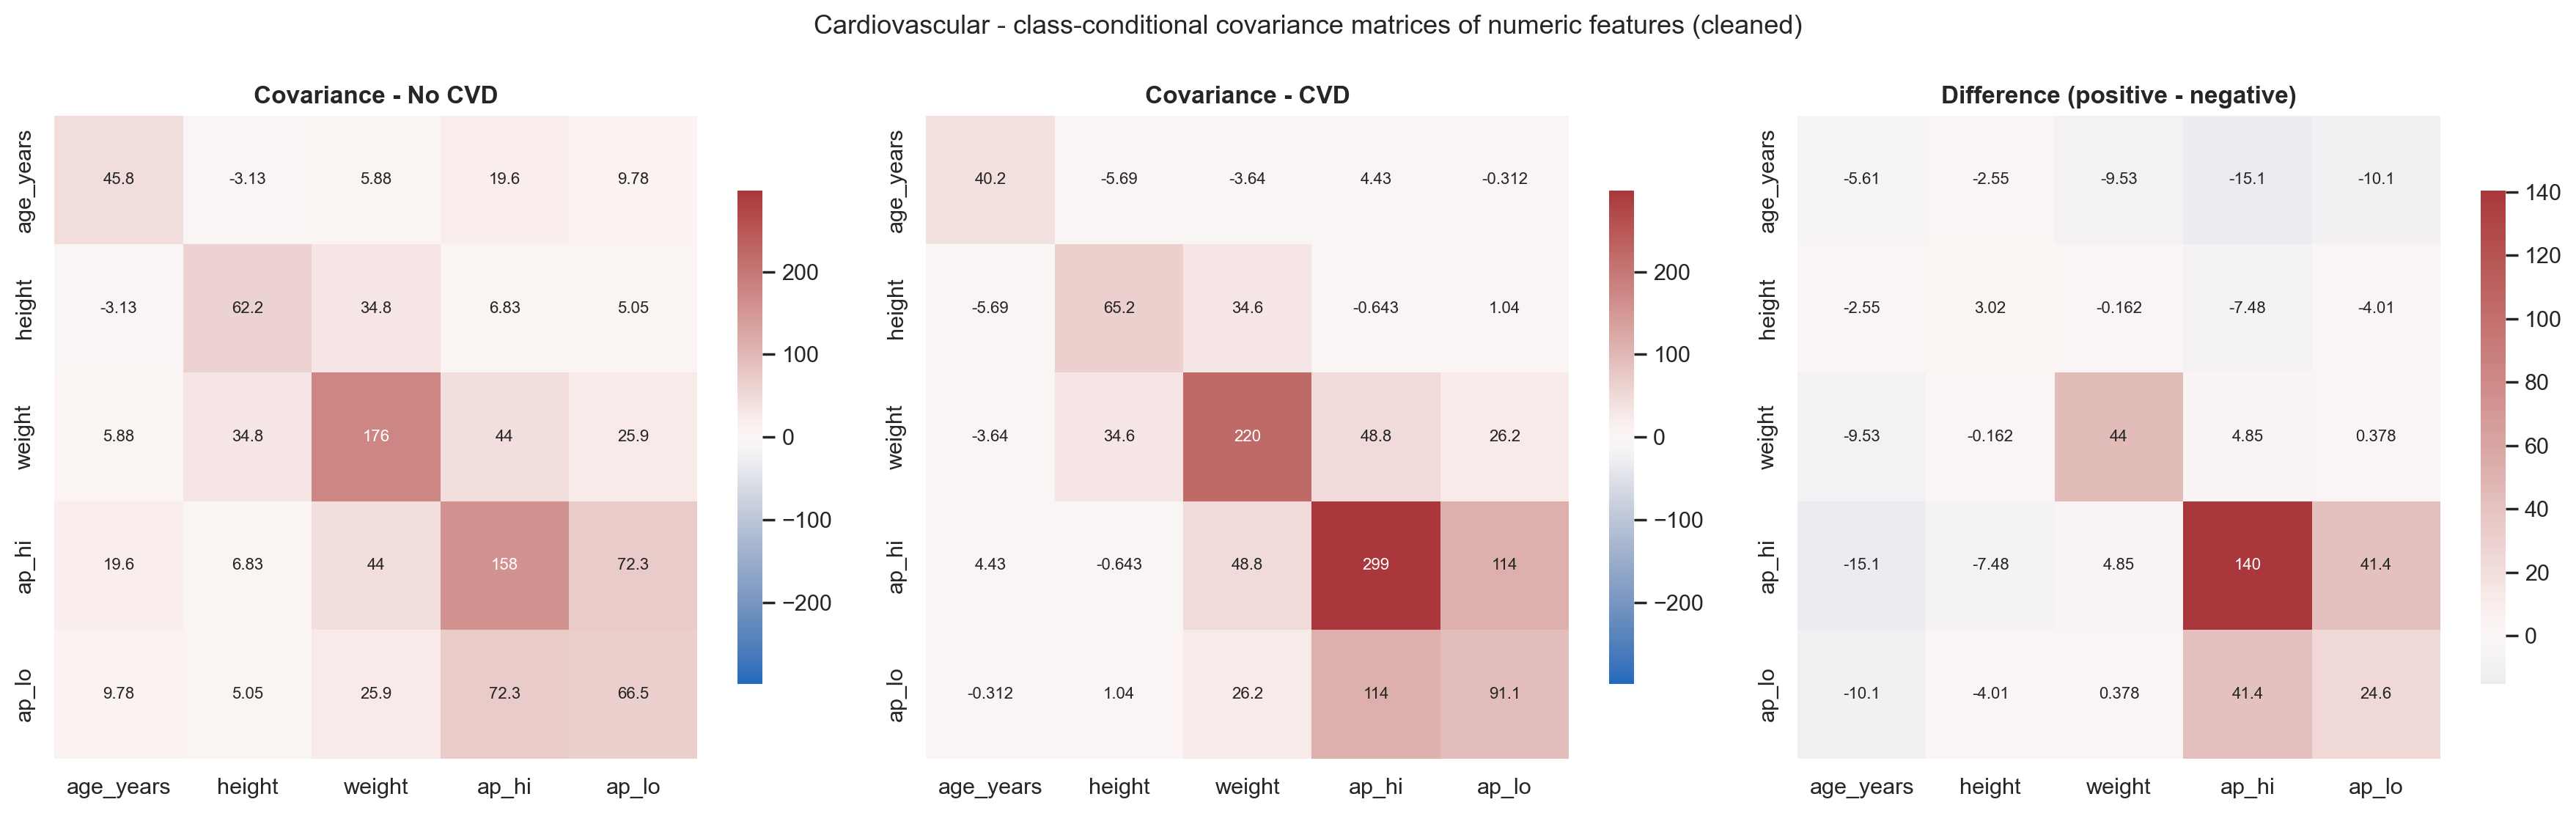 Cardiovascular - class-conditional covariance matrices of numeric features (cleaned)
Covariance - No CVD
age_years 45.8 -3.13 5.88 19.6 9.78
height -3.13 62.2 34.8 6.83 5.05
weight 5.88 34.8 176 44 25.9
ap_hi 19.6 6.83 44 158 72.3
ap_lo 9.78 5.05 25.9 72.3 66.5
age_years height weight ap_hi ap_lo
200
100
0
−100
−200
Covariance - CVD
age_years 40.2 -5.69 -3.64 4.43 -0.312
height -5.69 65.2 34.6 -0.643 1.04
weight -3.64 34.6 220 48.8 26.2
ap_hi 4.43 -0.643 48.8 299 114
ap_lo -0.312 1.04 26.2 114 91.1
age_years height weight ap_hi ap_lo
200
100
0
−100
−200
Difference (positive - negative)
age_years -5.61 -2.55 -9.53 -15.1 -10.1
height -2.55 3.02 -0.162 -7.48 -4.01
weight -9.53 -0.162 44 4.85 0.378
ap_hi -15.1 -7.48 4.85 140 41.4
ap_lo -10.1 -4.01 0.378 41.4 24.6
age_years height weight ap_hi ap_lo
140
120
100
80
60
40
20
0